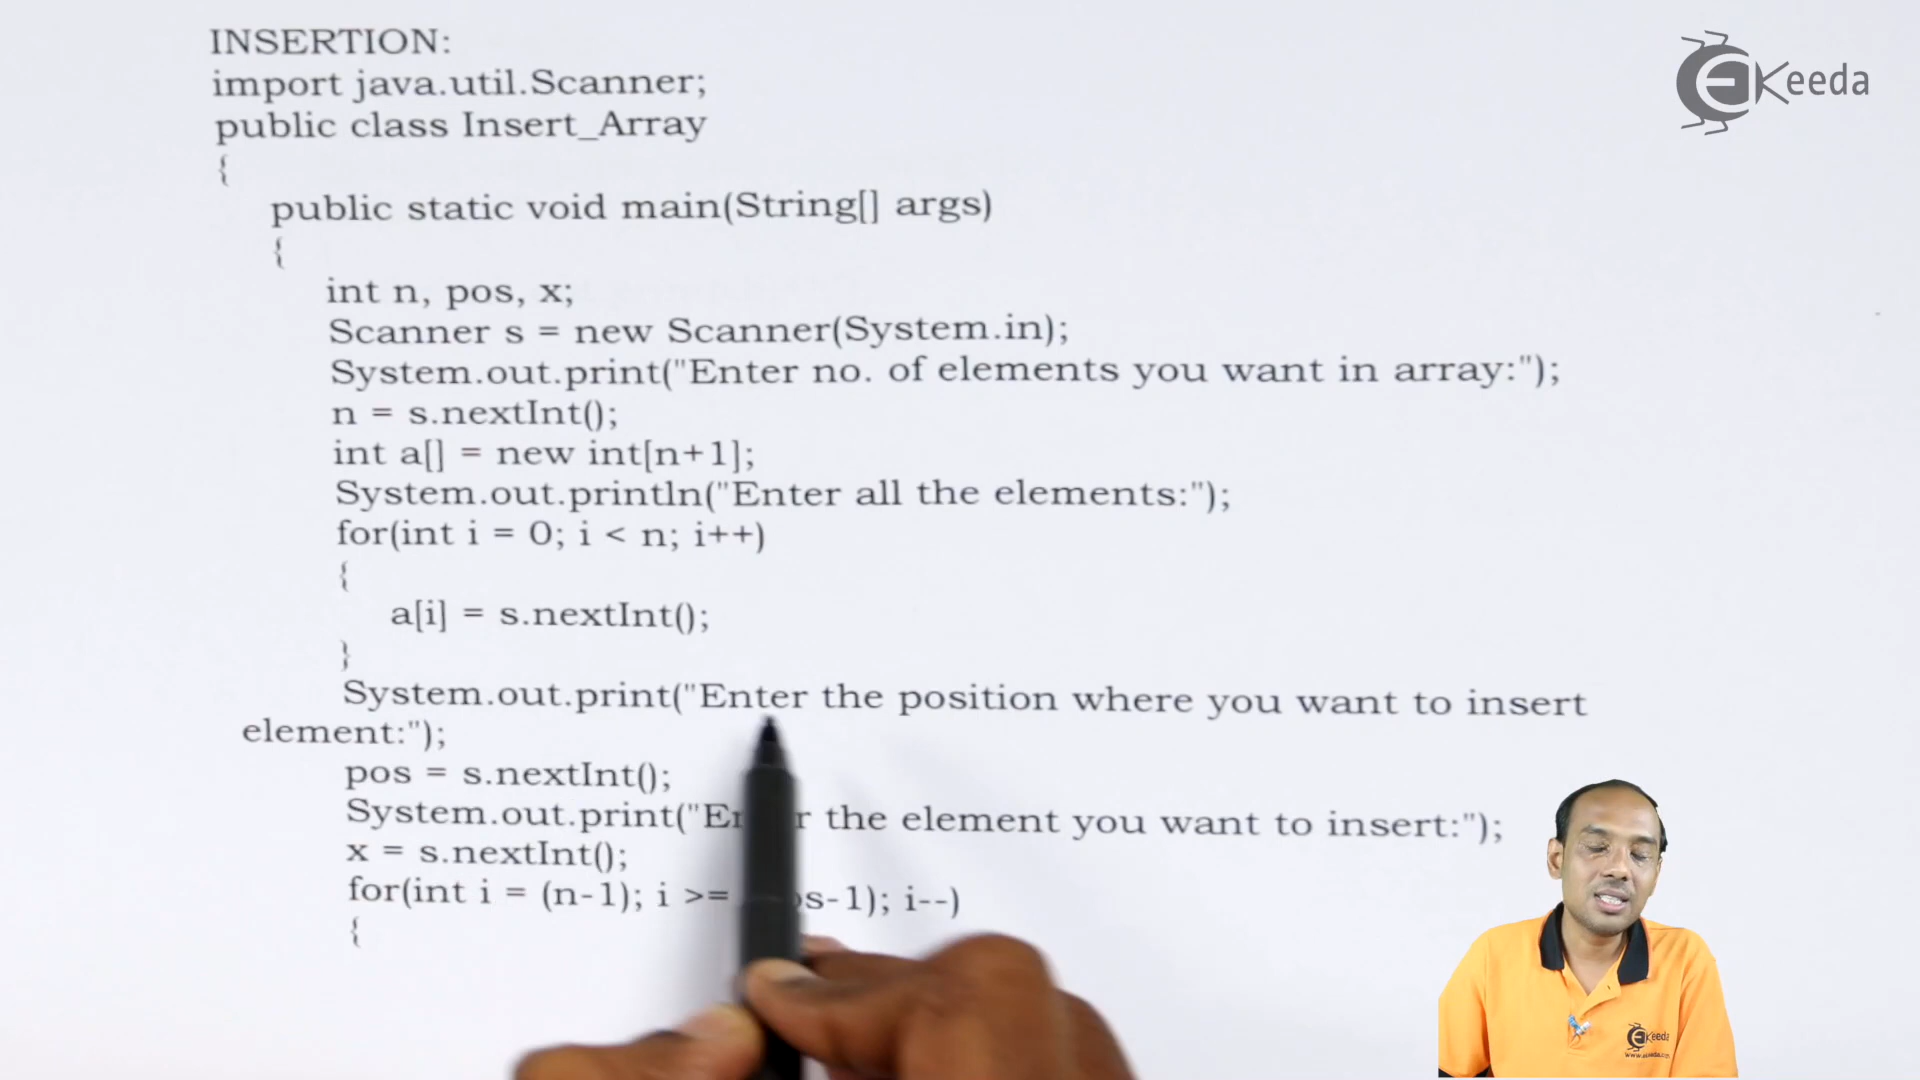 INSERTION:
import java.util.Scanner;
public class Insert_Array
{
public static void main(String[] args)
{
int n, pos, x;
Scanner s = new Scanner(System.in);
System.out.print("Enter no. of elements you want in array:");
n = s.nextInt();
int a[] = new int[n+1];
System.out.println("Enter all the elements:");
for(int i = 0; i < n; i++)
{
a[i] = s.nextInt();
}
System.out.print("Enter the position where you want to insert
element:");
pos = s.nextInt();
System.out.print(" the element you want to insert:");
x = s.nextInt();
for(int i = (n-1); i >= s-1); i--)
{
EKeeda
EKeeda
www.ekeeda.com